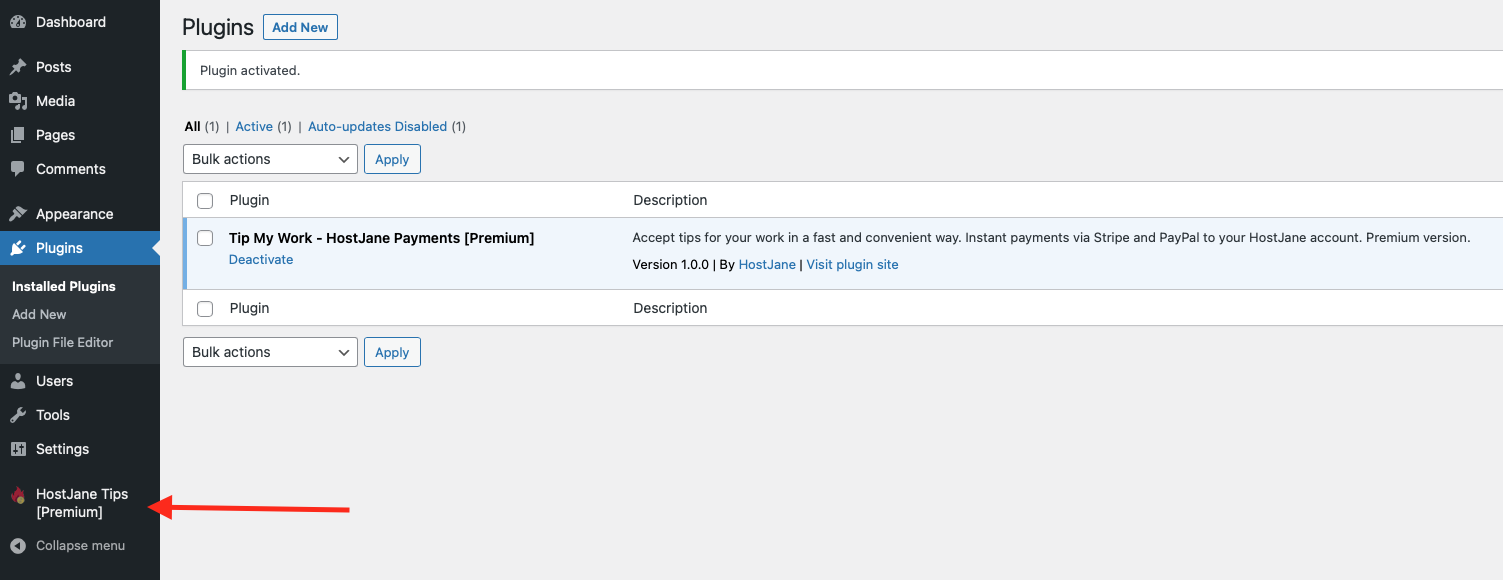 Dashboard
Posts
Media
Pages
Comments
Appearance
Plugins
Installed Plugins
Add New
Plugin File Editor
Users
Tools
Settings
HostJane Tips
[Premium]
Collapse menu
Plugins Add New
Plugin activated.
All (1) | Active (1) | Auto-updates Disabled (1)
Bulk actions Apply
Plugin Description
Tip My Work - HostJane Payments [Premium] Accept tips for your work in a fast and convenient way. Instant payments via Stripe and PayPal to your HostJane account. Premium version.
Deactivate Version 1.0.0 | By HostJane | Visit plugin site
Plugin Description
Bulk actions Apply